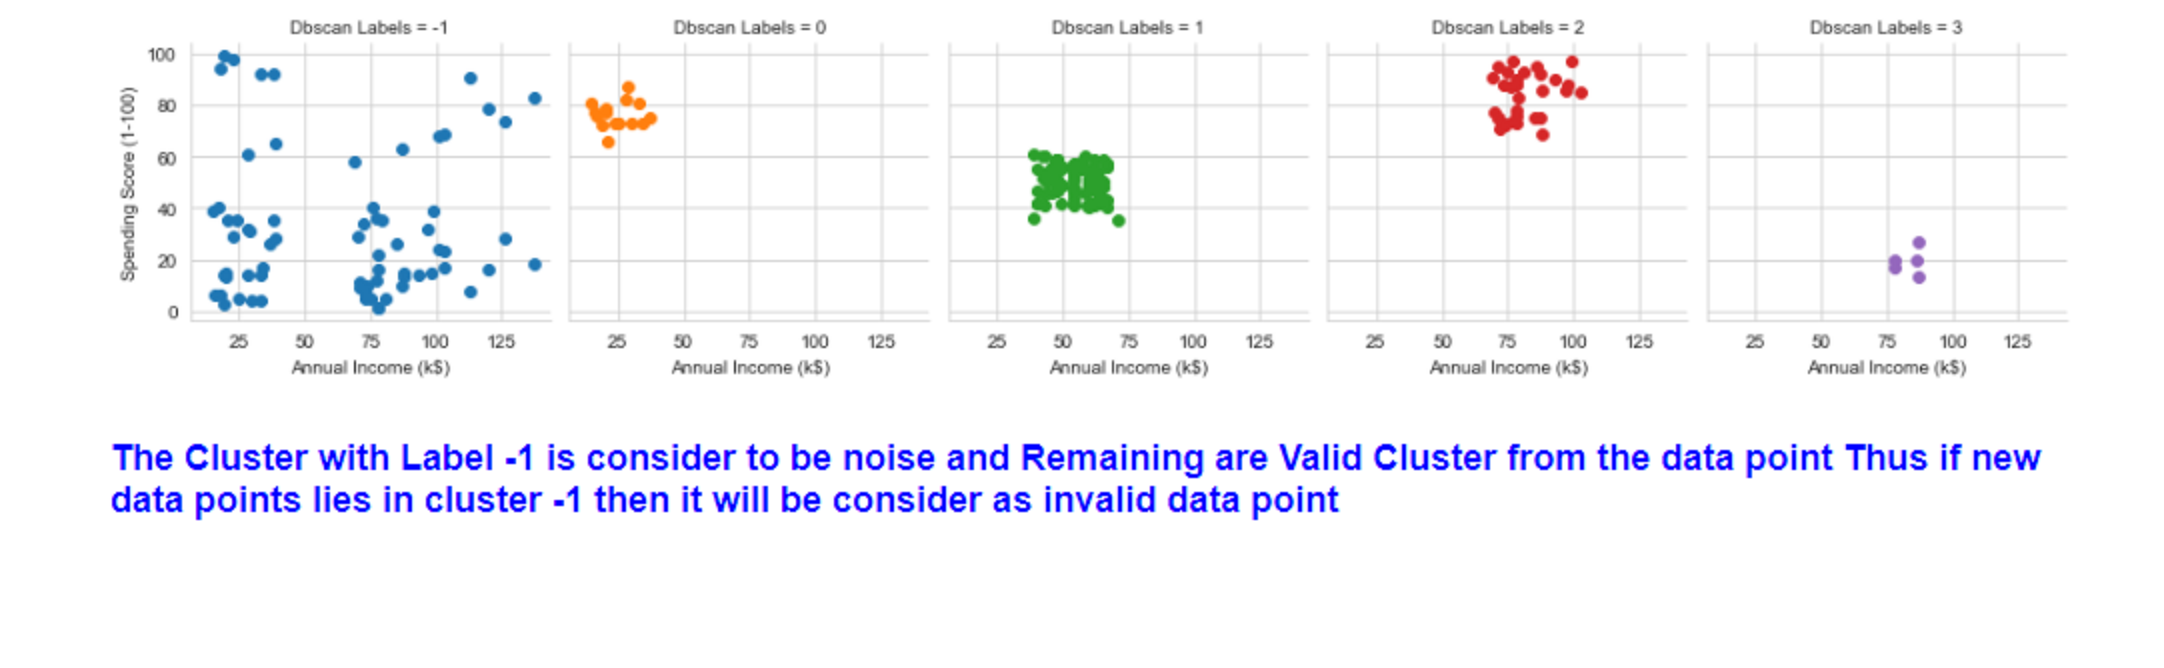 Dbscan Labels = -1
Dbscan Labels = 0
Dbscan Labels = 1
Dbscan Labels = 2
Dbscan Labels = 3
Spending Score (1-100)
100
80
60
40
20
0
25 50 75 100 125
25 50 75 100 125
25 50 75 100 125
25 50 75 100 125
25 50 75 100 125
Annual Income (k$)
Annual Income (k$)
Annual Income (k$)
Annual Income (k$)
Annual Income (k$)
The Cluster with Label -1 is consider to be noise and Remaining are Valid Cluster from the data point Thus if new
data points lies in cluster -1 then it will be consider as invalid data point